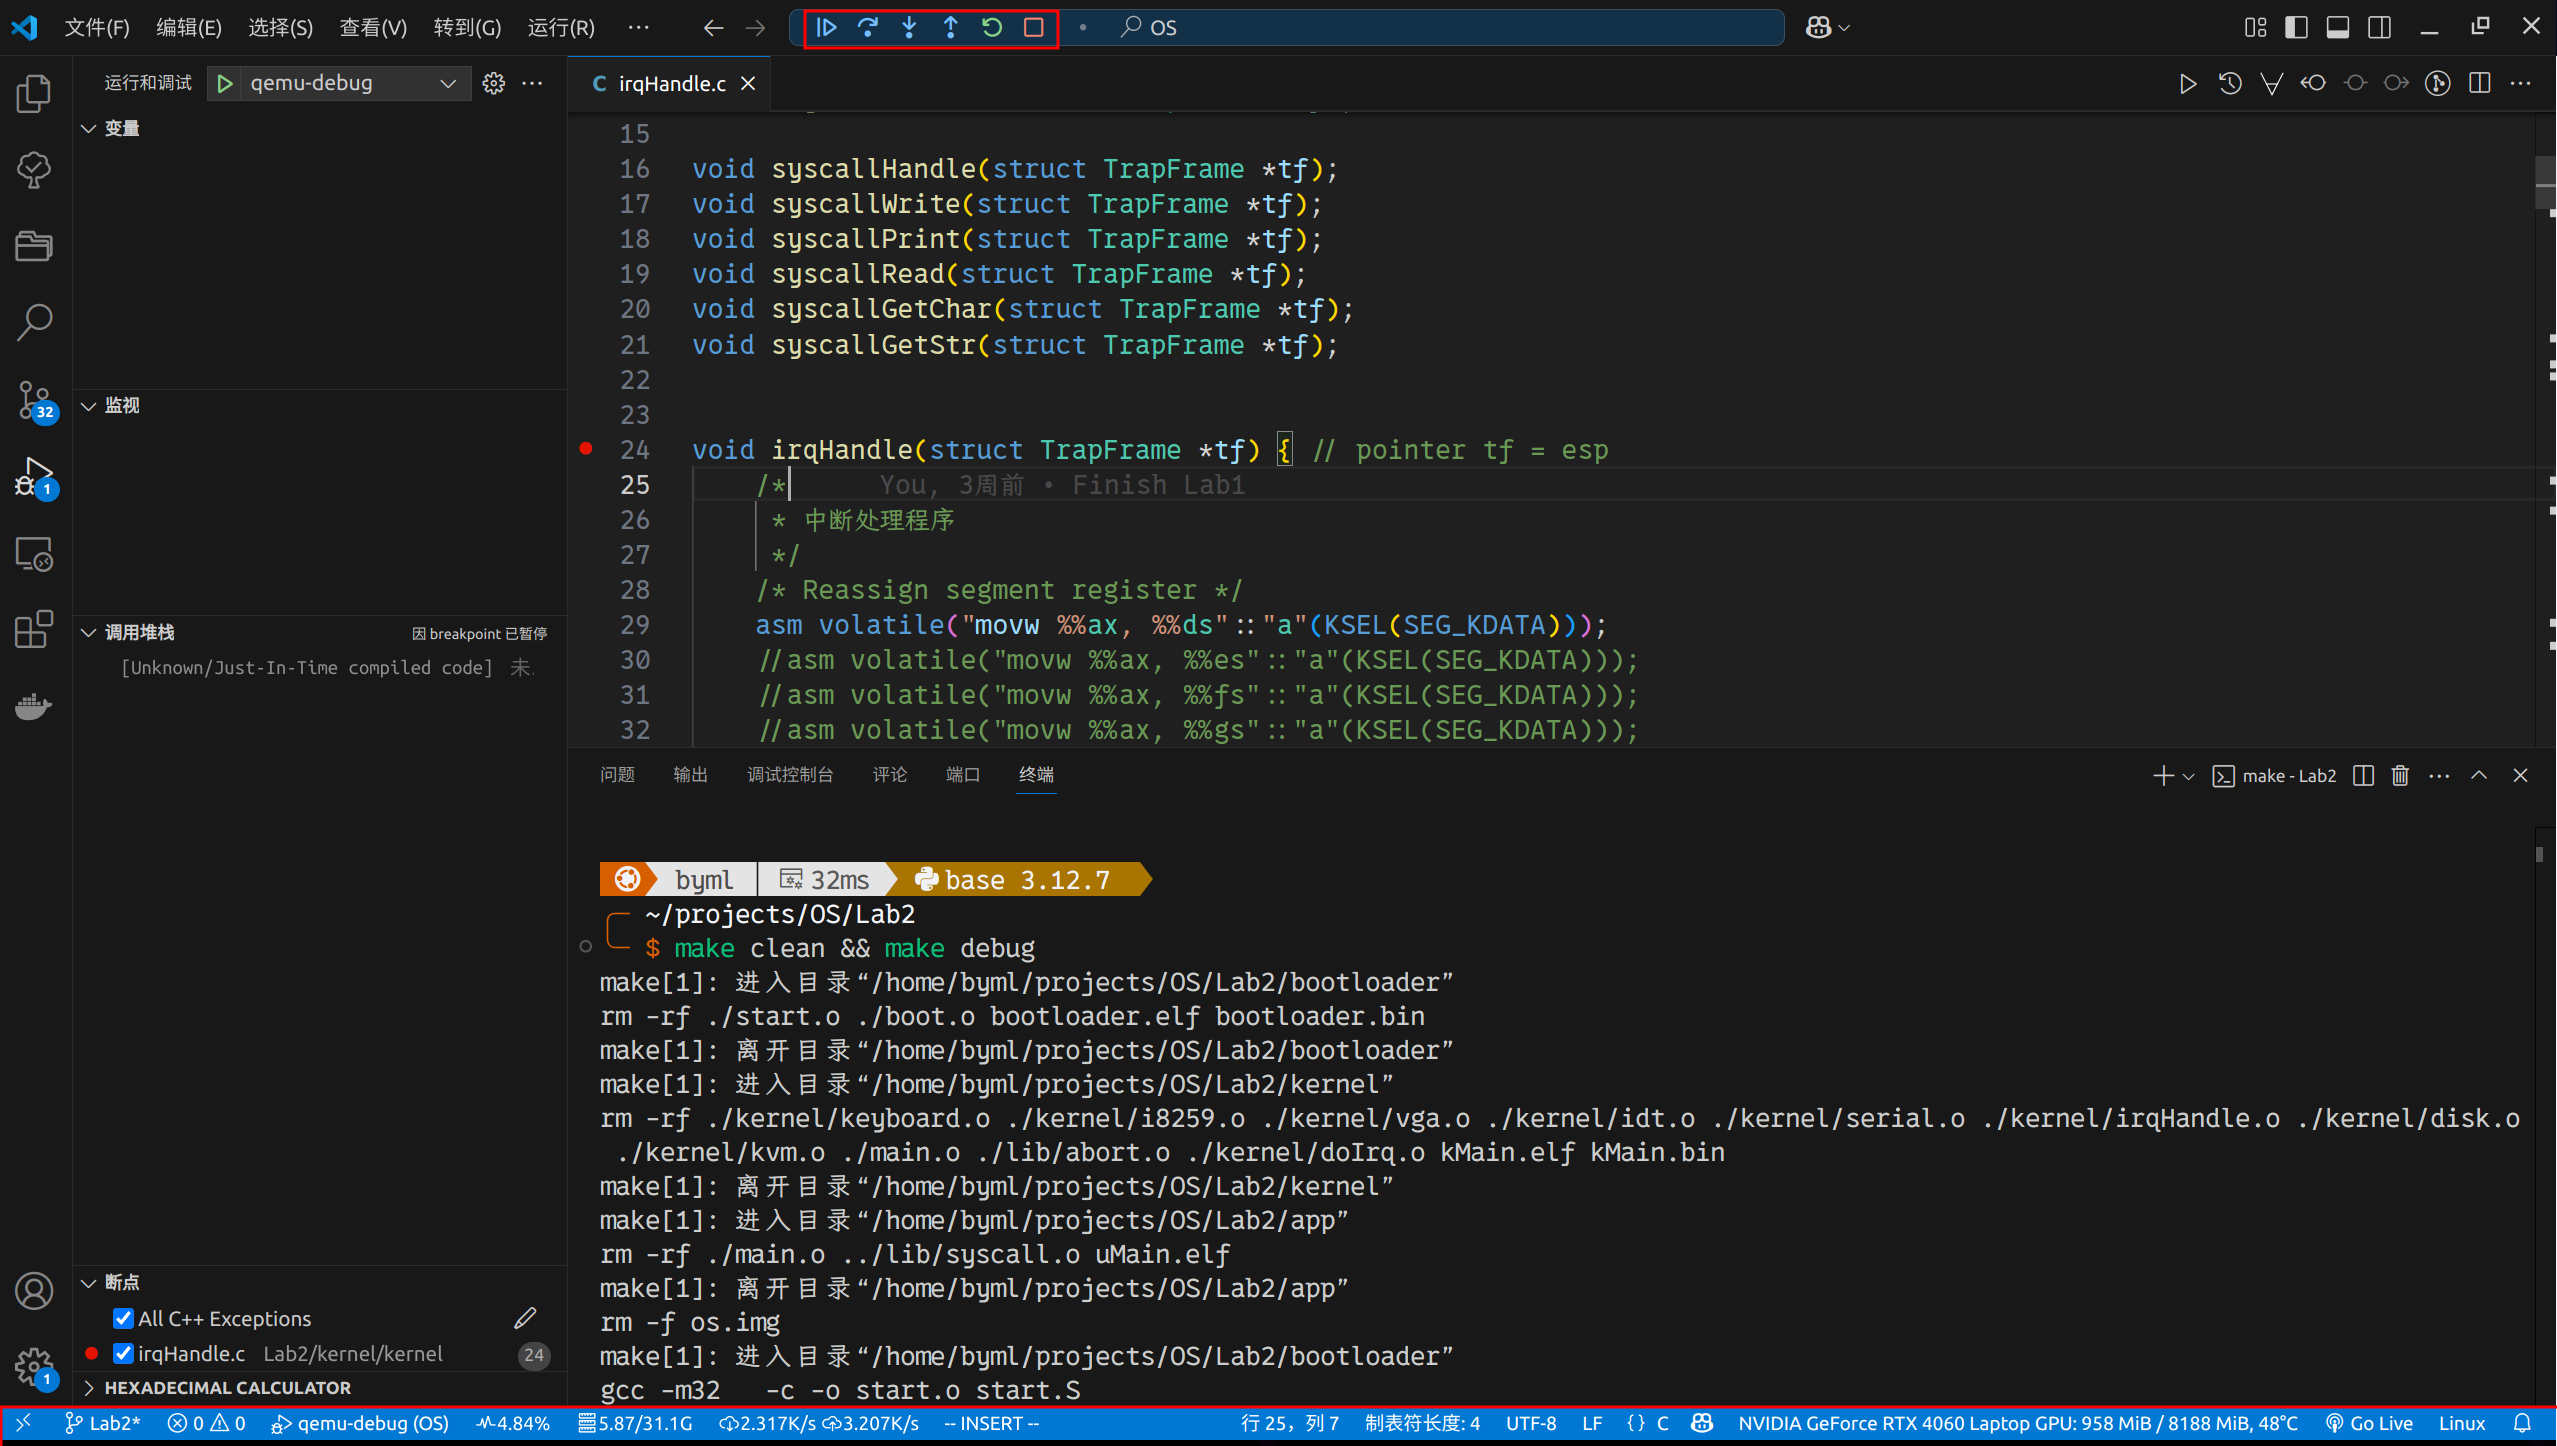 文件(F) 编辑(E) 选择(S) 查看(V) 转到(G) 运行(R) ··· OS
运行和调试 qemu-debug
变量
监视
调用堆栈 因 breakpoint 已暂停
[Unknown/Just-In-Time compiled code] 未.
断点
All C++ Exceptions
irqHandle.c Lab2/kernel/kernel 24
HEXADECIMAL CALCULATOR
32
1
1
C irqHandle.c
15
16 void syscallHandle(struct TrapFrame *tf);
17 void syscallWrite(struct TrapFrame *tf);
18 void syscallPrint(struct TrapFrame *tf);
19 void syscallRead(struct TrapFrame *tf);
20 void syscallGetChar(struct TrapFrame *tf);
21 void syscallGetStr(struct TrapFrame *tf);
22
23
24 void irqHandle(struct TrapFrame *tf) { // pointer tf = esp
25 /* You, 3周前 • Finish Lab1
26 * 中断处理程序
27 */
28 /* Reassign segment register */
29 asm volatile("movw %%ax, %%ds"::"a"(KSEL(SEG_KDATA)));
30 //asm volatile("movw %%ax, %%es"::"a"(KSEL(SEG_KDATA)));
31 //asm volatile("movw %%ax, %%fs"::"a"(KSEL(SEG_KDATA)));
32 //asm volatile("movw %%ax, %%gs"::"a"(KSEL(SEG_KDATA)));
问题 输出 调试控制台 评论 端口 终端 make - Lab2
byml 32ms base 3.12.7
~/projects/OS/Lab2
$ make clean && make debug
make[1]: 进入目录“/home/byml/projects/OS/Lab2/bootloader”
rm -rf ./start.o ./boot.o bootloader.elf bootloader.bin
make[1]: 离开目录“/home/byml/projects/OS/Lab2/bootloader”
make[1]: 进入目录“/home/byml/projects/OS/Lab2/kernel”
rm -rf ./kernel/keyboard.o ./kernel/i8259.o ./kernel/vga.o ./kernel/idt.o ./kernel/serial.o ./kernel/irqHandle.o ./kernel/disk.o
./kernel/kvm.o ./main.o ./lib/abort.o ./kernel/doIrq.o kMain.elf kMain.bin
make[1]: 离开目录“/home/byml/projects/OS/Lab2/kernel”
make[1]: 进入目录“/home/byml/projects/OS/Lab2/app”
rm -rf ./main.o ../lib/syscall.o uMain.elf
make[1]: 离开目录“/home/byml/projects/OS/Lab2/app”
rm -f os.img
make[1]: 进入目录“/home/byml/projects/OS/Lab2/bootloader”
gcc -m32 -c -o start.o start.S
Lab2* 0 0 qemu-debug (OS) 4.84% 5.87/31.1G 2.317K/s 3.207K/s -- INSERT -- 行 25，列 7 制表符长度: 4 UTF-8 LF {} C NVIDIA GeForce RTX 4060 Laptop GPU: 958 MiB / 8188 MiB, 48°C Go Live Linux